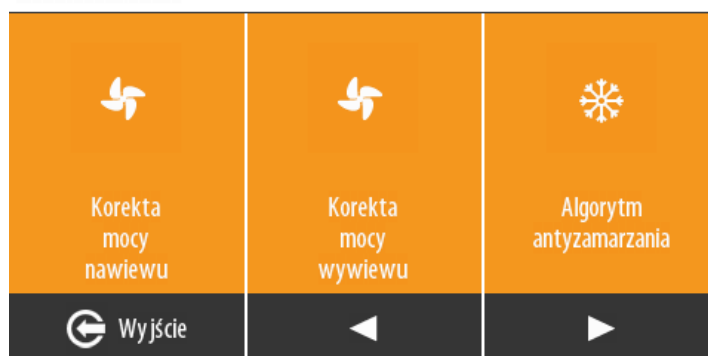 Korekta
mocy
nawiewu
Korekta
mocy
wywiewu
Algorytm
antyzamarzania
Wyjście